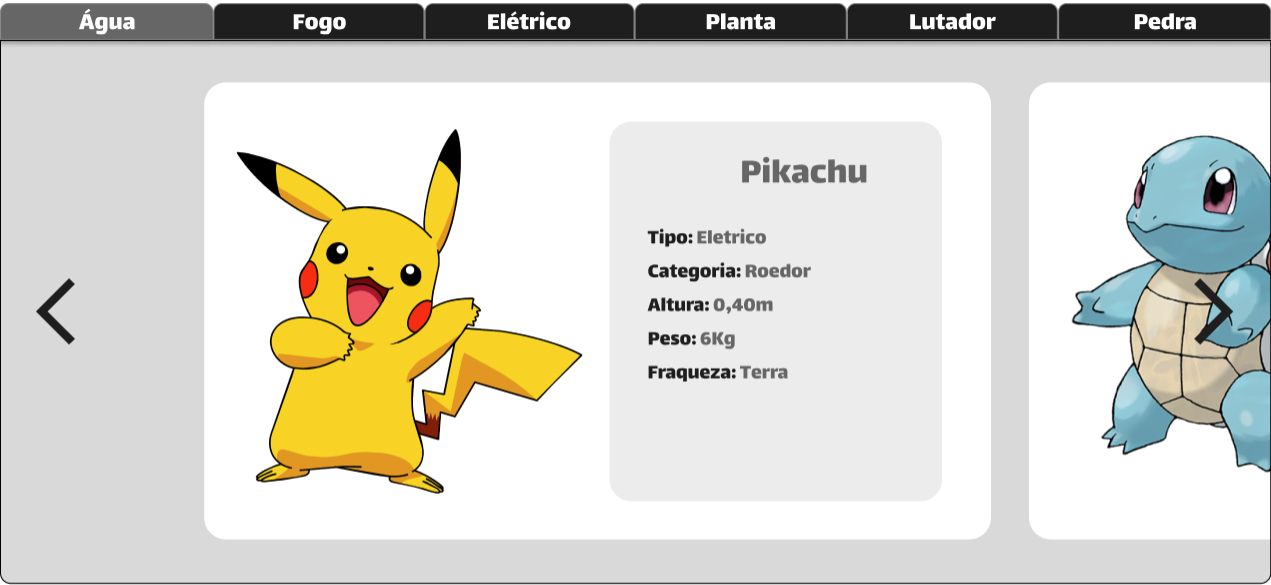 Água
Fogo
Elétrico
Planta
Lutador
Pedra
Pikachu
Tipo: Eletrico
Categoria: Roedor
Altura: 0,40m
Peso: 6Kg
Fraqueza: Terra